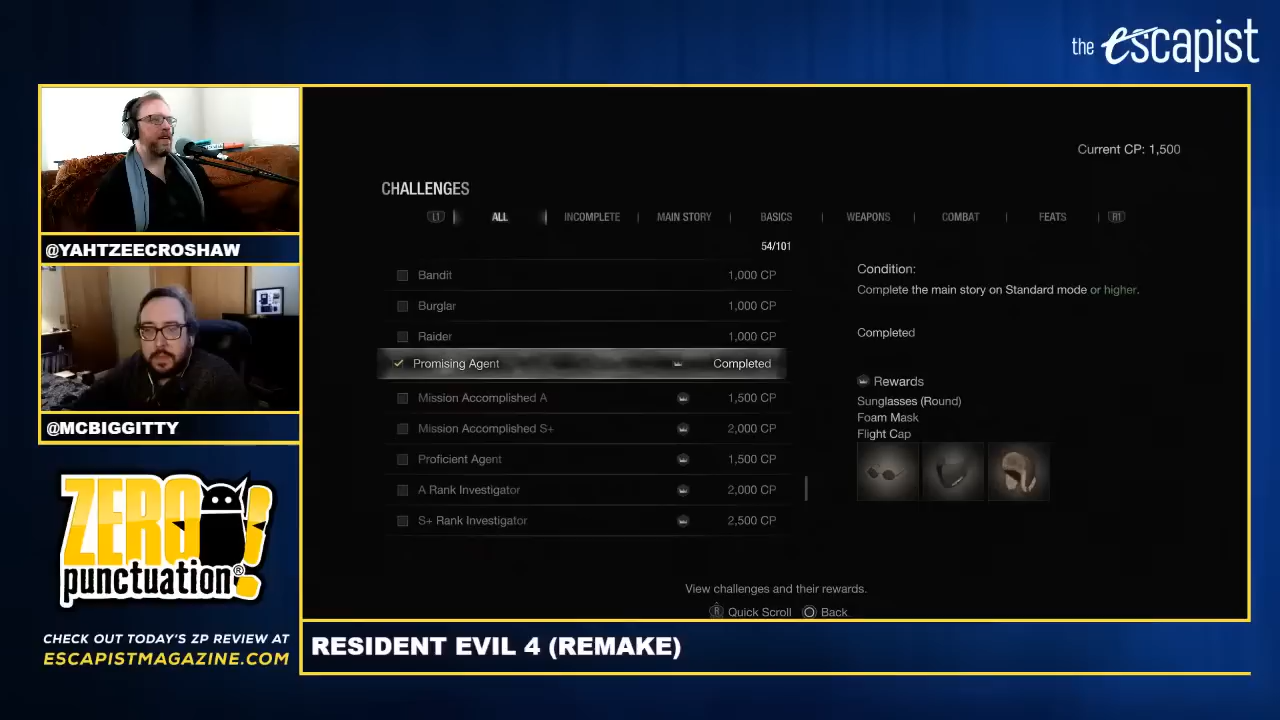 the escapist
Current CP: 1,500
CHALLENGES
L1 ALL INCOMPLETE MAIN STORY BASICS WEAPONS COMBAT FEATS R1
54/101
Bandit 1,000 CP
Burglar 1,000 CP
Raider 1,000 CP
Promising Agent Completed
Mission Accomplished A 1,500 CP
Mission Accomplished S+ 2,000 CP
Proficient Agent 1,500 CP
A Rank Investigator 2,000 CP
S+ Rank Investigator 2,500 CP
Condition:
Complete the main story on Standard mode or higher.
Completed
Rewards
Sunglasses (Round)
Foam Mask
Flight Cap
View challenges and their rewards.
R Quick Scroll Back
@YAHTZEECROSHAW
@MCBIGGITTY
ZERO
punctuation!®
CHECK OUT TODAY'S ZP REVIEW AT
ESCAPISTMAGAZINE.COM
RESIDENT EVIL 4 (REMAKE)